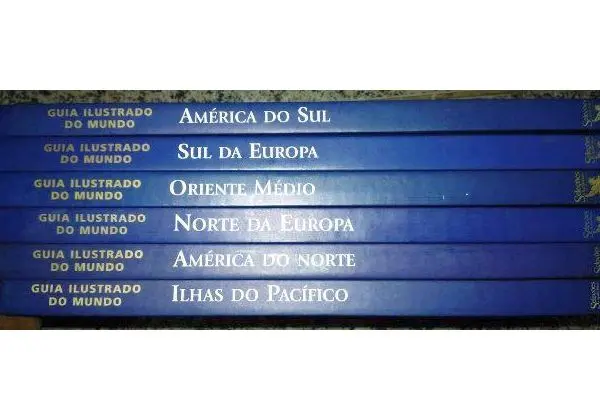 GUIA ILUSTRADO
DO MUNDO
AMÉRICA DO SUL
GUIA ILUSTRADO
DO MUNDO
SUL DA EUROPA
GUIA ILUSTRADO
DO MUNDO
ORIENTE MÉDIO
GUIA ILUSTRADO
DO MUNDO
NORTE DA EUROPA
GUIA ILUSTRADO
DO MUNDO
AMÉRICA DO NORTE
GUIA ILUSTRADO
DO MUNDO
ILHAS DO PACÍFICO